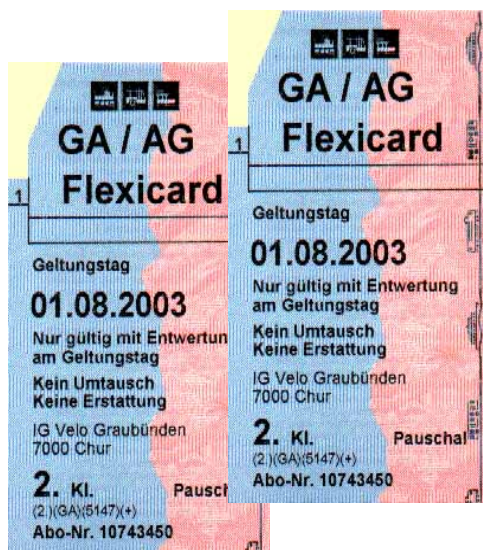 GA / AG
Flexicard
1
Geltungstag
01.08.2003
Nur gültig mit Entwertun
am Geltungstag
Kein Umtausch
Keine Erstattung
IG Velo Graubünden
7000 Chur
2. Kl.
Pausch
(2.)(GA)(5147)(+)
Abo-Nr. 10743450
GA / AG
Flexicard
1
Geltungstag
01.08.2003
Nur gültig mit Entwertung
am Geltungstag
Kein Umtausch
Keine Erstattung
IG Velo Graubünden
7000 Chur
2. Kl.
Pauschal
(2.)(GA)(5147)(+)
Abo-Nr. 10743450